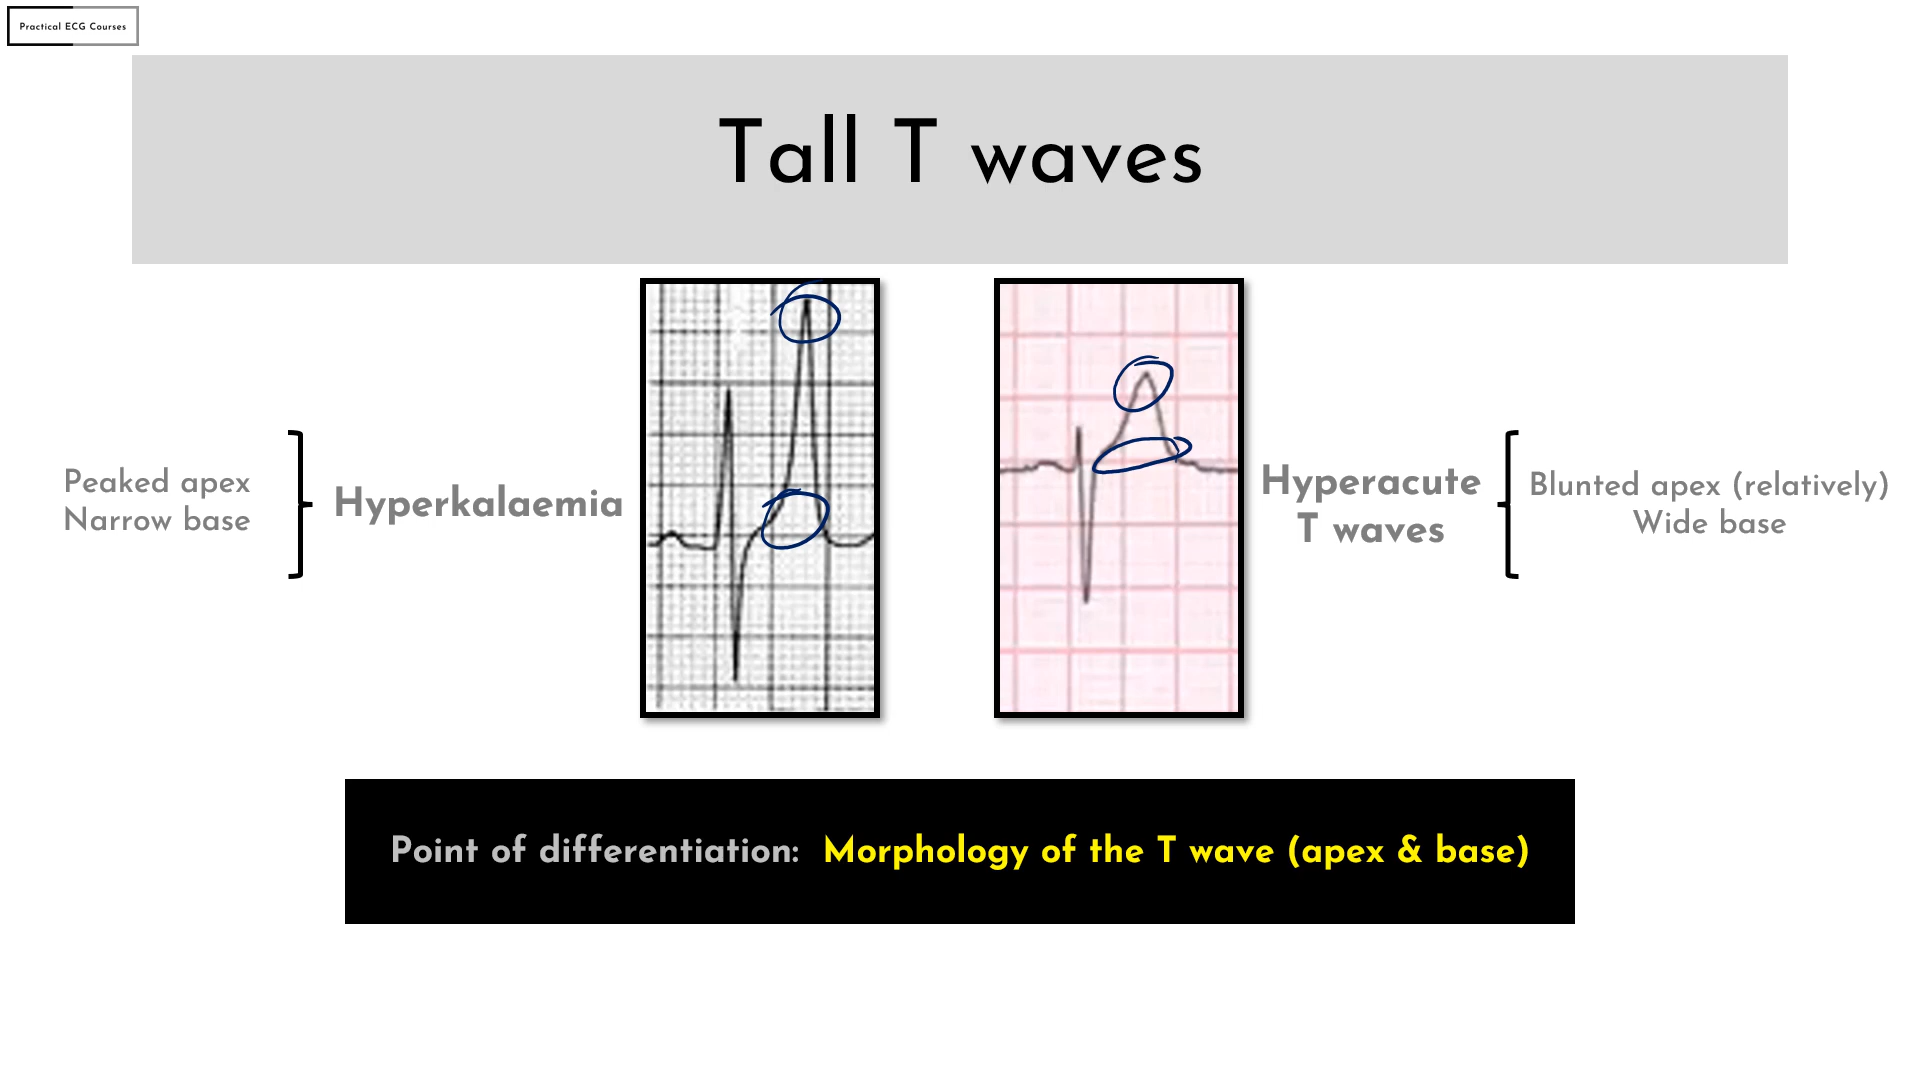 Practical ECG Courses
Tall T waves
Peaked apex
Narrow base
Hyperkalaemia
Hyperacute
T waves
Blunted apex (relatively)
Wide base
Point of differentiation: Morphology of the T wave (apex & base)